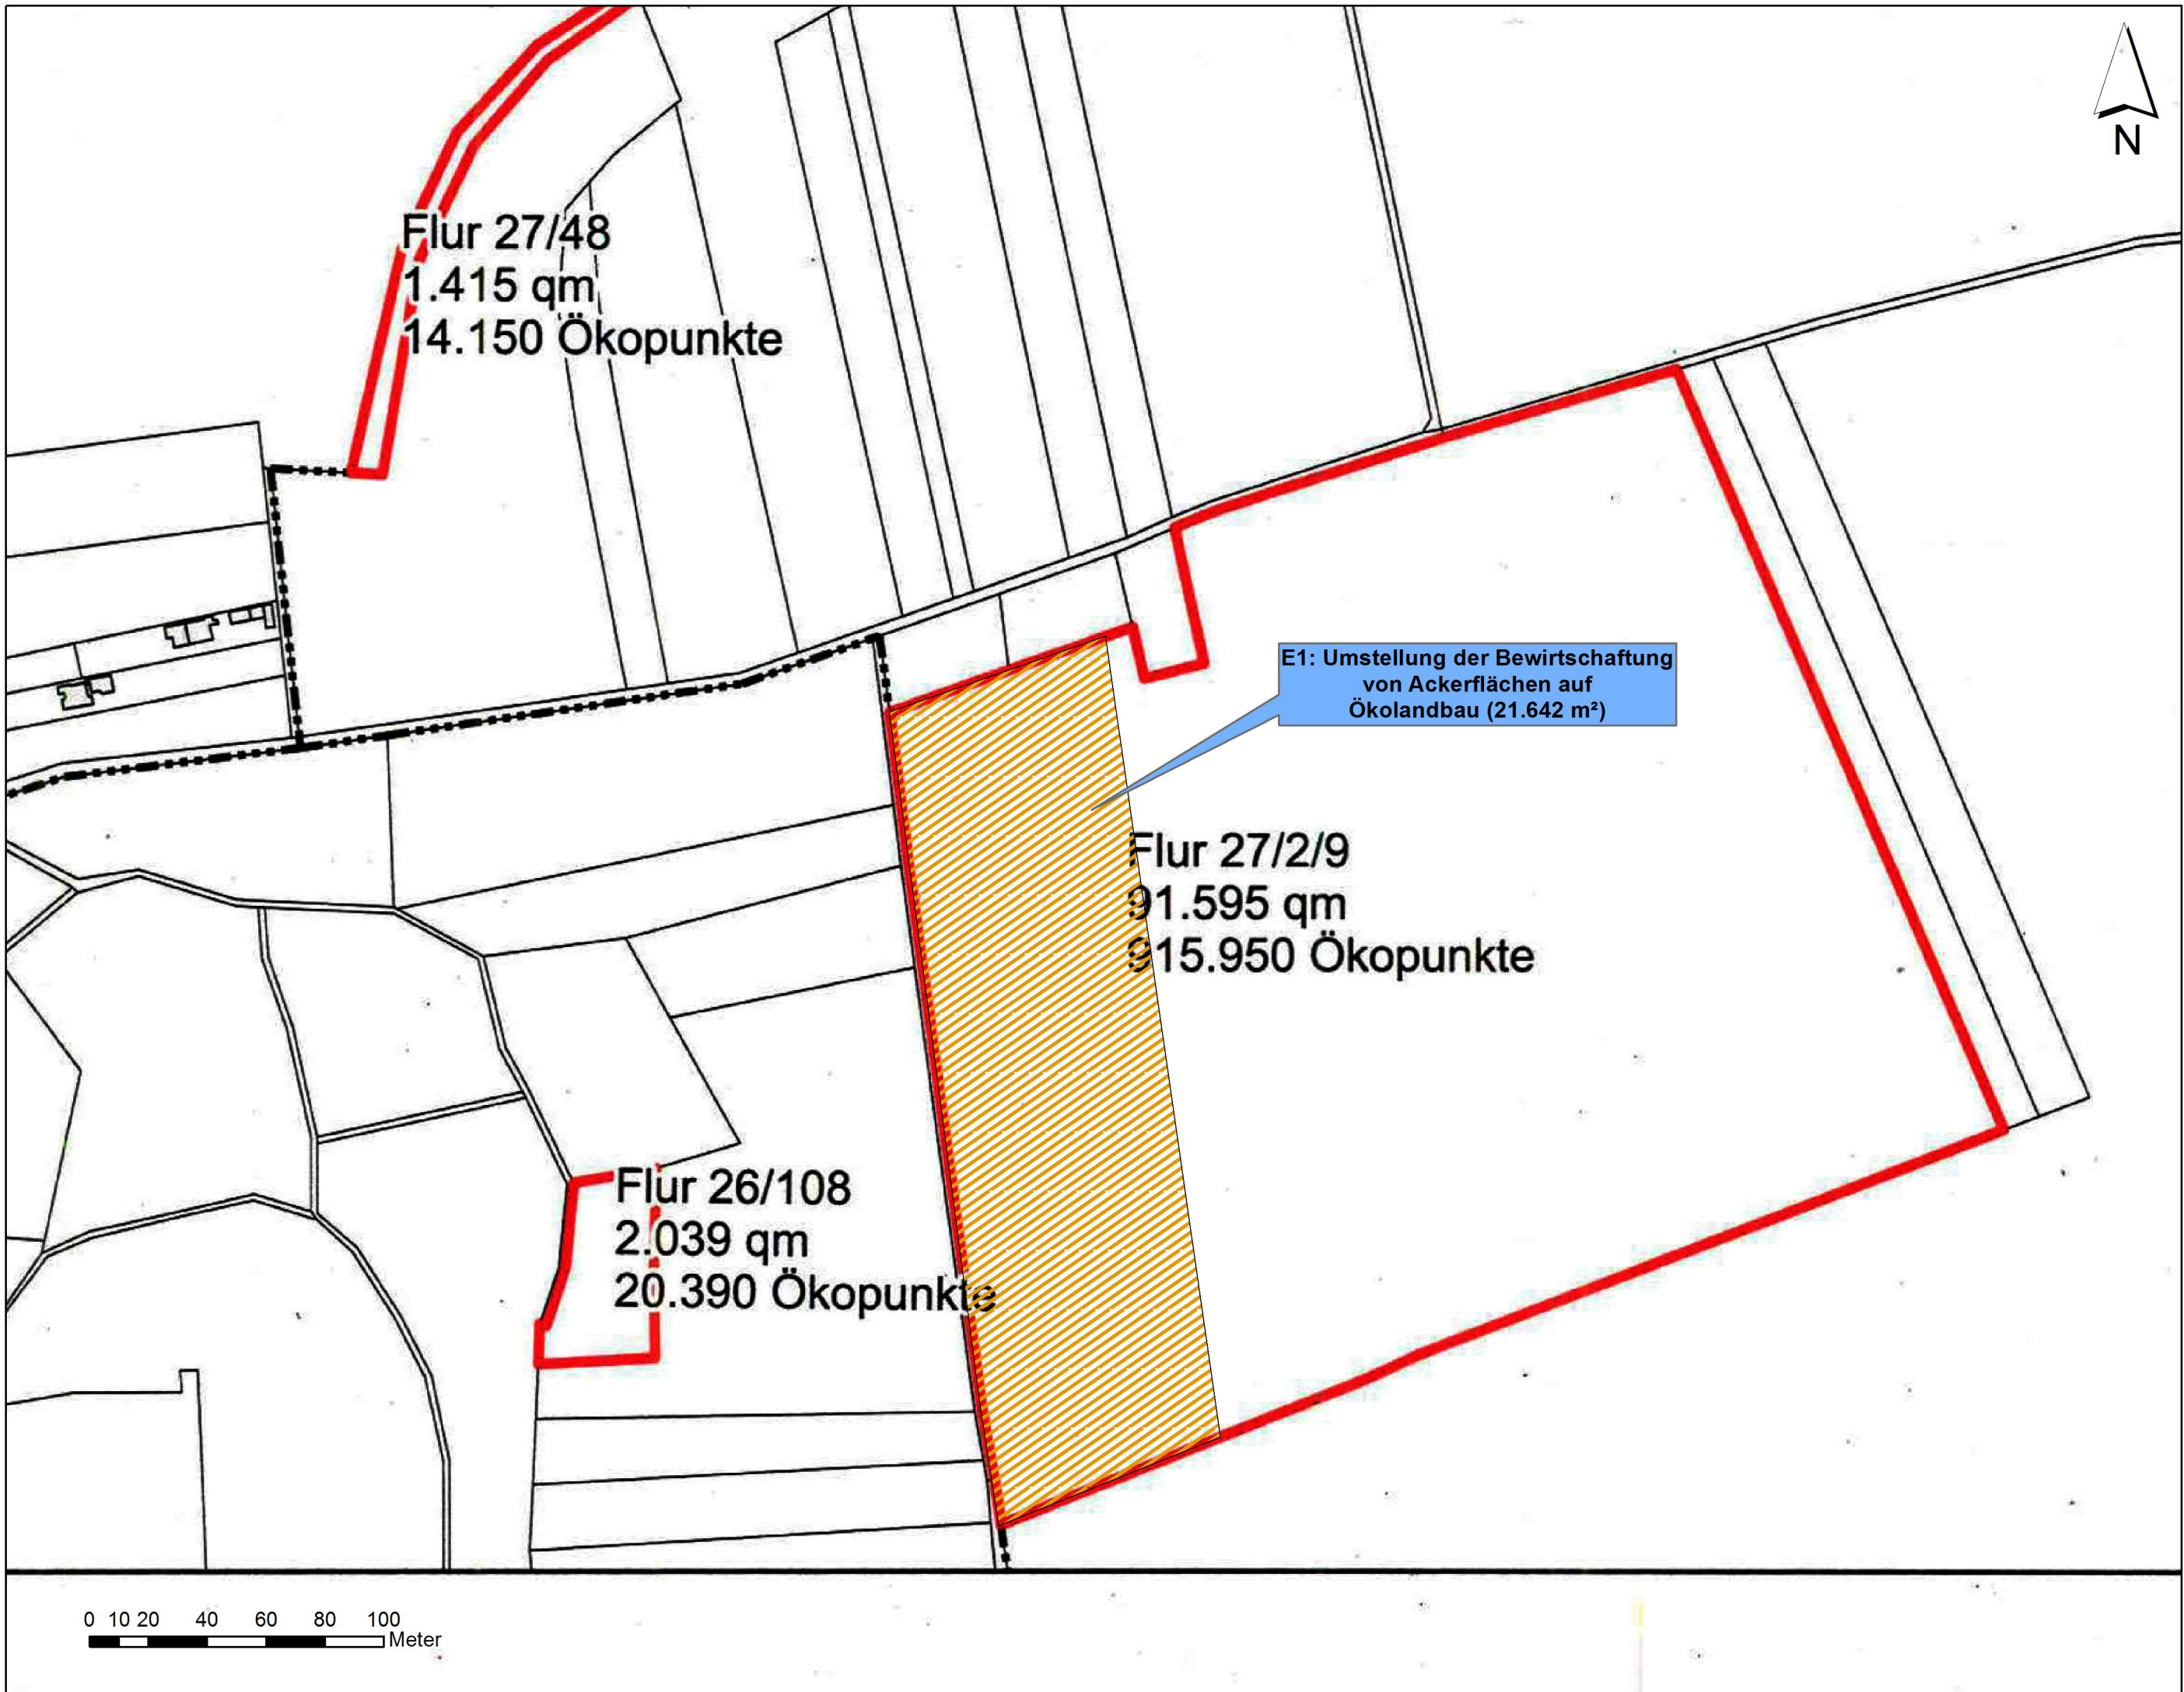 N
Flur 27/48
1.415 qm
14.150 Ökopunkte
E1: Umstellung der Bewirtschaftung
von Ackerflächen auf
Ökolandbau (21.642 m²)
Flur 27/2/9
91.595 qm
915.950 Ökopunkte
Flur 26/108
2.039 qm
20.390 Ökopunkte
0 10 20 40 60 80 100
Meter